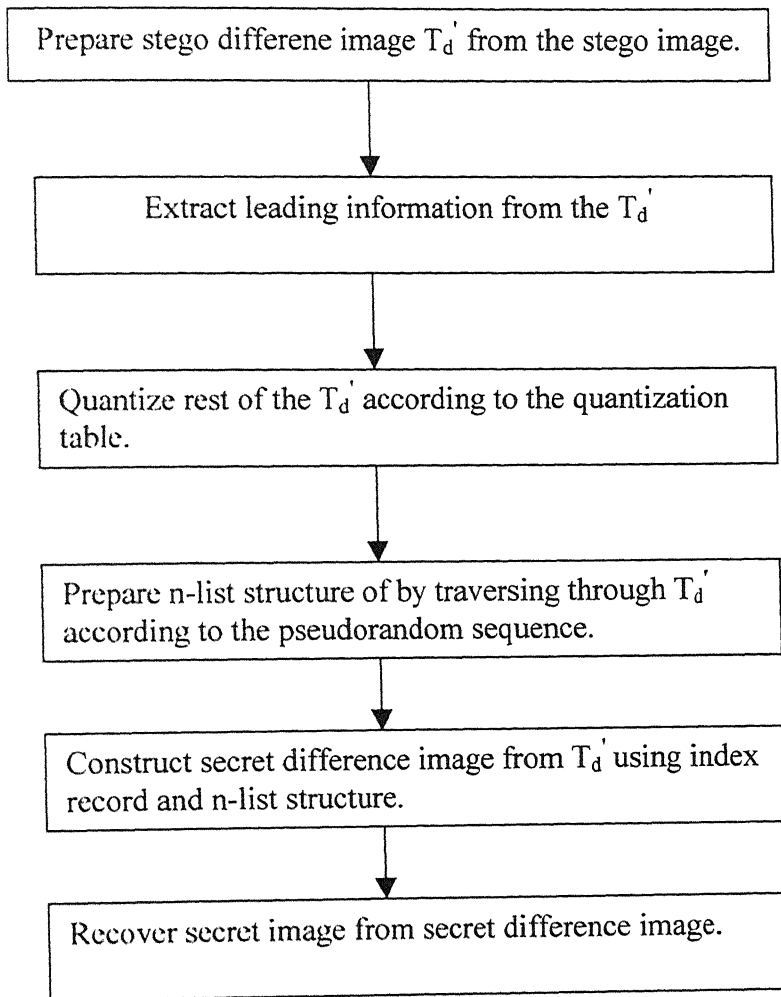 Prepare stego differene image T_d' from the stego image.
Extract leading information from the T_d'
Quantize rest of the T_d' according to the quantization
table.
Prepare n-list structure of by traversing through T_d'
according to the pseudorandom sequence.
Construct secret difference image from T_d' using index
record and n-list structure.
Recover secret image from secret difference image.